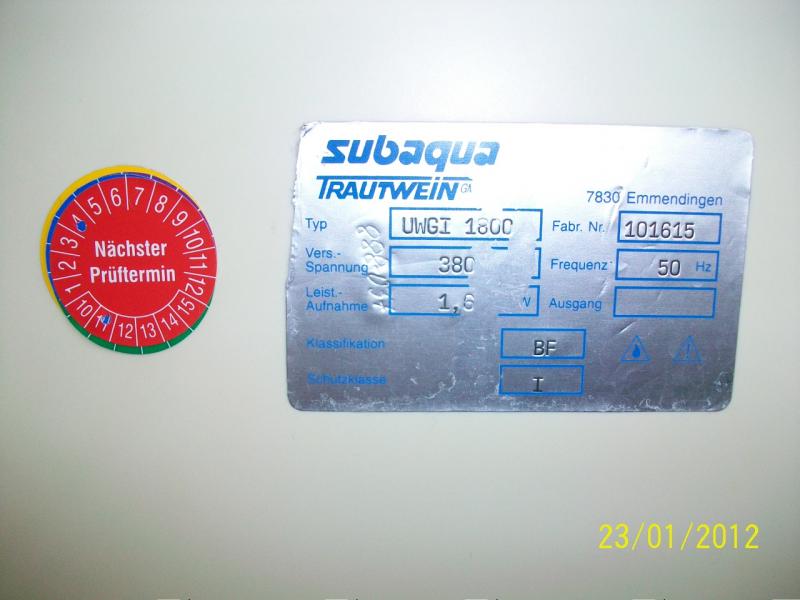 subaqua
TRAUTWEIN
7830 Emmendingen
Typ UWGI 1800 Fabr. Nr. 101615
Vers.-
Spannung 380 Frequenz 50 Hz
Leist.-
Aufnahme 1,6 W Ausgang
Klassifikation BF
Schutzklasse I
Nächster
Prüftermin
1 2 3 4 5 6 7 8 9 10 11 12
10 11 12 13 14 15
23/01/2012